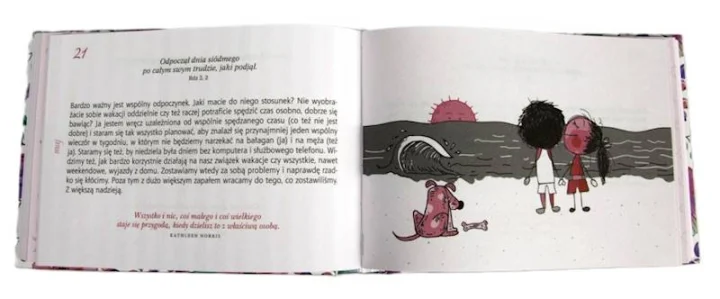 21
Odpoczął dnia siódmego
po całym swym trudzie, jaki podjął.
Rdz 2, 2
Bardzo ważny jest wspólny odpoczynek. Jaki macie do niego stosunek? Nie wyobra-
żacie sobie wakacji oddzielnie czy też raczej potraficie spędzić czas osobno, dobrze się
bawiąc? Ja jestem wręcz uzależniona od wspólnie spędzanego czasu (co też nie jest
dobre) i staram się tak wszystko planować, aby znalazł się przynajmniej jeden wspólny
wieczór w tygodniu, w którym nie będziemy narzekać na bałagan (ja) i na męża (też
ja). Staramy się też, by niedziela była dniem bez komputera i służbowego telefonu. Wi-
dzimy też, jak bardzo korzystnie działają na nasz związek wakacje czy wszystkie, nawet
weekendowe, wyjazdy z domu. Zostawiamy wtedy za sobą problemy i naprawdę rzad-
ko się kłócimy. Poza tym z dużo większym zapałem wracamy do tego, co zostawiliśmy.
Z większą nadzieją.
Wszystko i nic, coś małego i coś wielkiego
staje się przygodą, kiedy dzielisz to z właściwą osobą.
KATHLEEN NORRIS